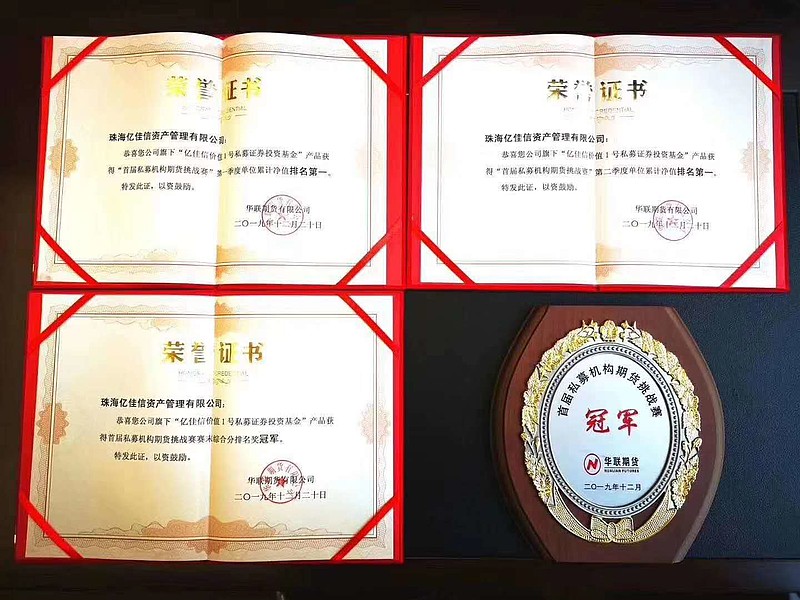 荣誉证书
珠海亿佳信资产管理有限公司:
恭喜您公司旗下“亿佳信价值1号私募证券投资基金”产品获
得“首届私募机构期货挑战赛”第一季度单位累计净值排名第一。
特发此证,以资鼓励。
华联期货有限公司
二〇一九年十二月二十日
荣誉证书
珠海亿佳信资产管理有限公司:
恭喜您公司旗下“亿佳信价值1号私募证券投资基金”产品获
得“首届私募机构期货挑战赛”第二季度单位累计净值排名第一。
特发此证,以资鼓励。
华联期货有限公司
二〇一九年十二月二十日
荣誉证书
珠海亿佳信资产管理有限公司:
恭喜您公司旗下“亿佳信价值1号私募证券投资基金”产品获
得首届私募机构期货挑战赛赛末综合分排名奖冠军。
特发此证,以资鼓励。
华联期货有限公司
二〇一九年十二月二十日
首届私募机构期货挑战赛
冠军
华联期货
HUALIAN FUTURES
二〇一九年十二月